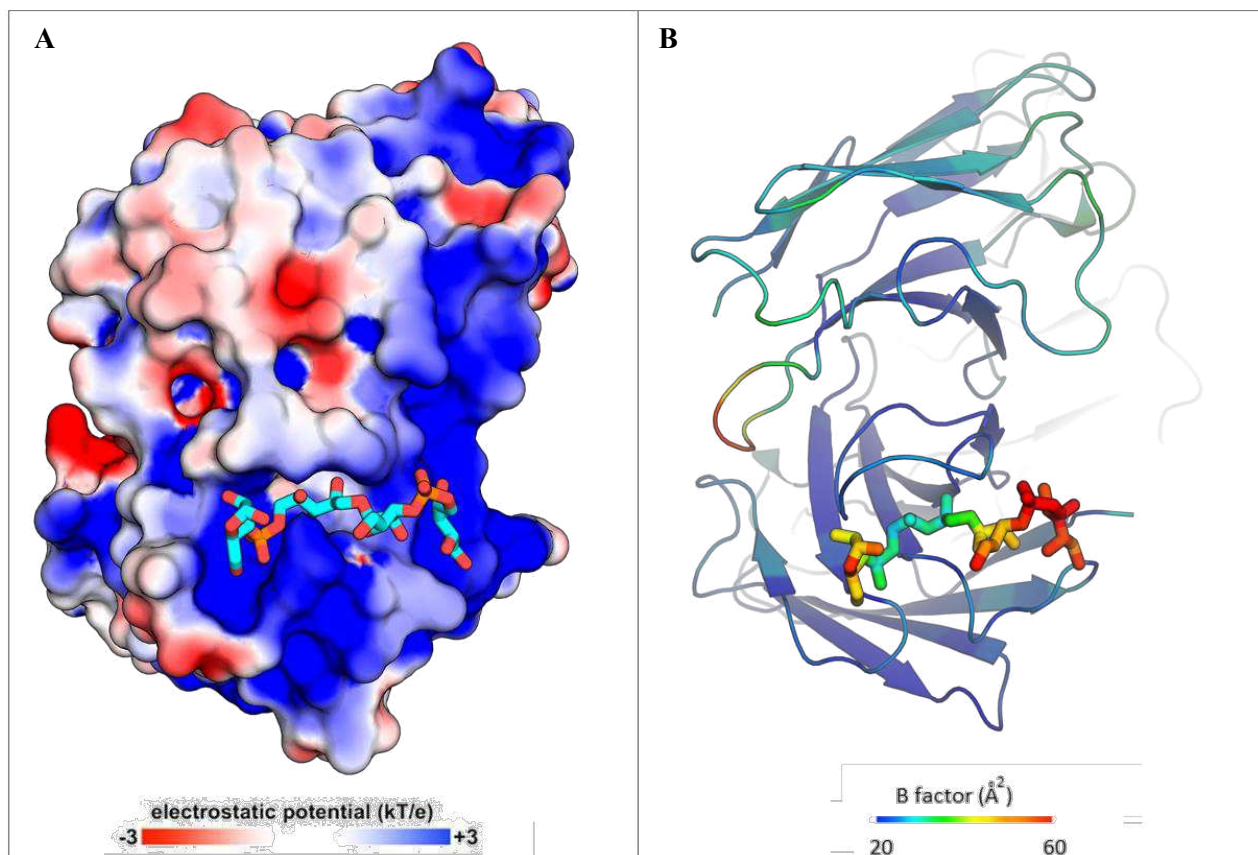 A
B
electrostatic potential (kT/e)
-3 +3
B factor (Å²)
20 60